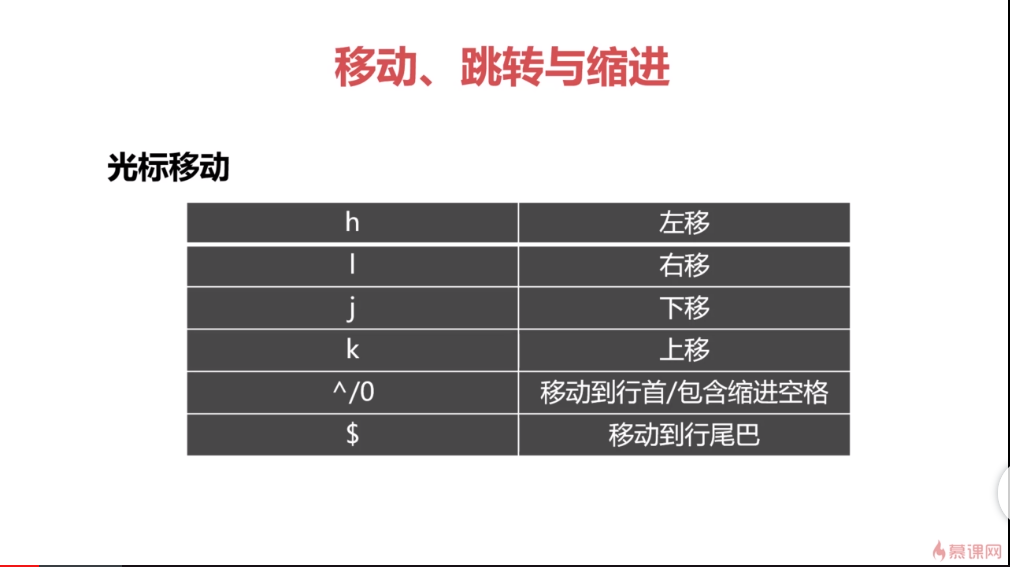 移动、跳转与缩进
光标移动
h 左移
l 右移
j 下移
k 上移
^/0 移动到行首/包含缩进空格
$ 移动到行尾巴
慕课网